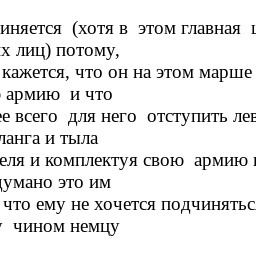 иняется (хотя в этом главная
х лиц) потому,
кажется, что он на этом марше
армию и что
е всего для него отступить лев
ланга и тыла
еля и комплектуя свою армию
думано это им
что ему не хочется подчинятьс
чином немцу